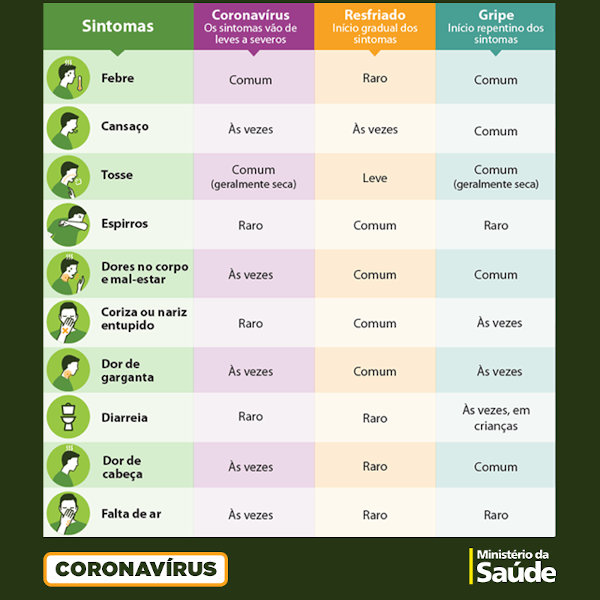 Sintomas
Coronavírus
Os sintomas vão de
leves a severos
Resfriado
Início gradual dos
sintomas
Gripe
Início repentino dos
sintomas
Febre
Comum
Raro
Comum
Cansaço
Às vezes
Às vezes
Comum
Tosse
Comum
(geralmente seca)
Leve
Comum
(geralmente seca)
Espirros
Raro
Comum
Raro
Dores no corpo
e mal-estar
Às vezes
Comum
Comum
Coriza ou nariz
entupido
Raro
Comum
Às vezes
Dor de
garganta
Às vezes
Comum
Às vezes
Diarreia
Raro
Raro
Às vezes, em
crianças
Dor de
cabeça
Às vezes
Raro
Comum
Falta de ar
Às vezes
Raro
Raro
CORONAVÍRUS
Ministério da
Saúde